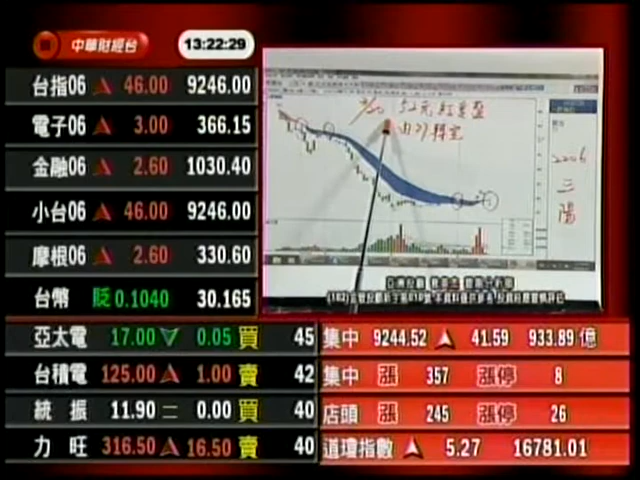 中華財經台
13:22:29
台指06 46.00 9246.00
電子06 3.00 366.15
金融06 2.60 1030.40
小台06 46.00 9246.00
摩根06 2.60 330.60
台幣 貶 0.1040 30.165
52元
2206
三
陽
亞太電 17.00 0.05 買 45
台積電 125.00 1.00 賣 42
統振 11.90 0.00 買 40
力旺 316.50 16.50 賣 40
集中 9244.52 41.59 933.89 億
集中 漲 357 漲停 8
店頭 漲 245 漲停 26
道瓊指數 5.27 16781.01